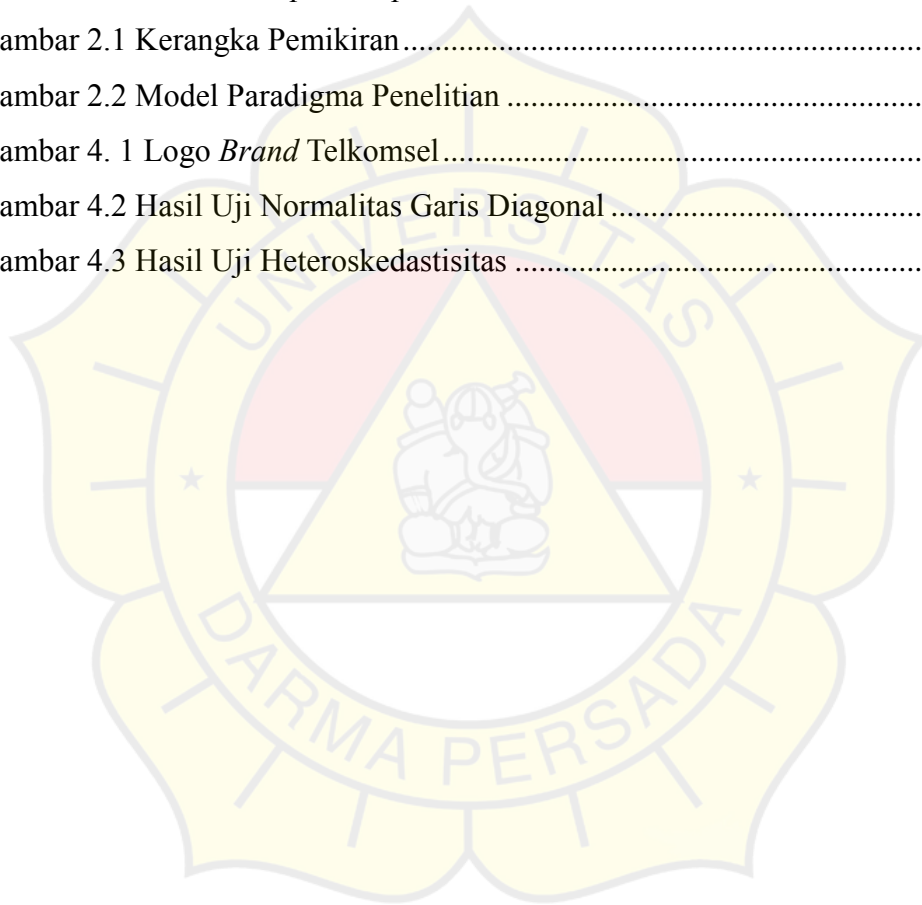 ambar 2.1 Kerangka Pemikiran................................................................
ambar 2.2 Model Paradigma Penelitian ....................................................
ambar 4. 1 Logo Brand Telkomsel............................................................
ambar 4.2 Hasil Uji Normalitas Garis Diagonal .......................................
ambar 4.3 Hasil Uji Heteroskedastisitas ...................................................
UNIVERSITAS
DARMA PERSADA